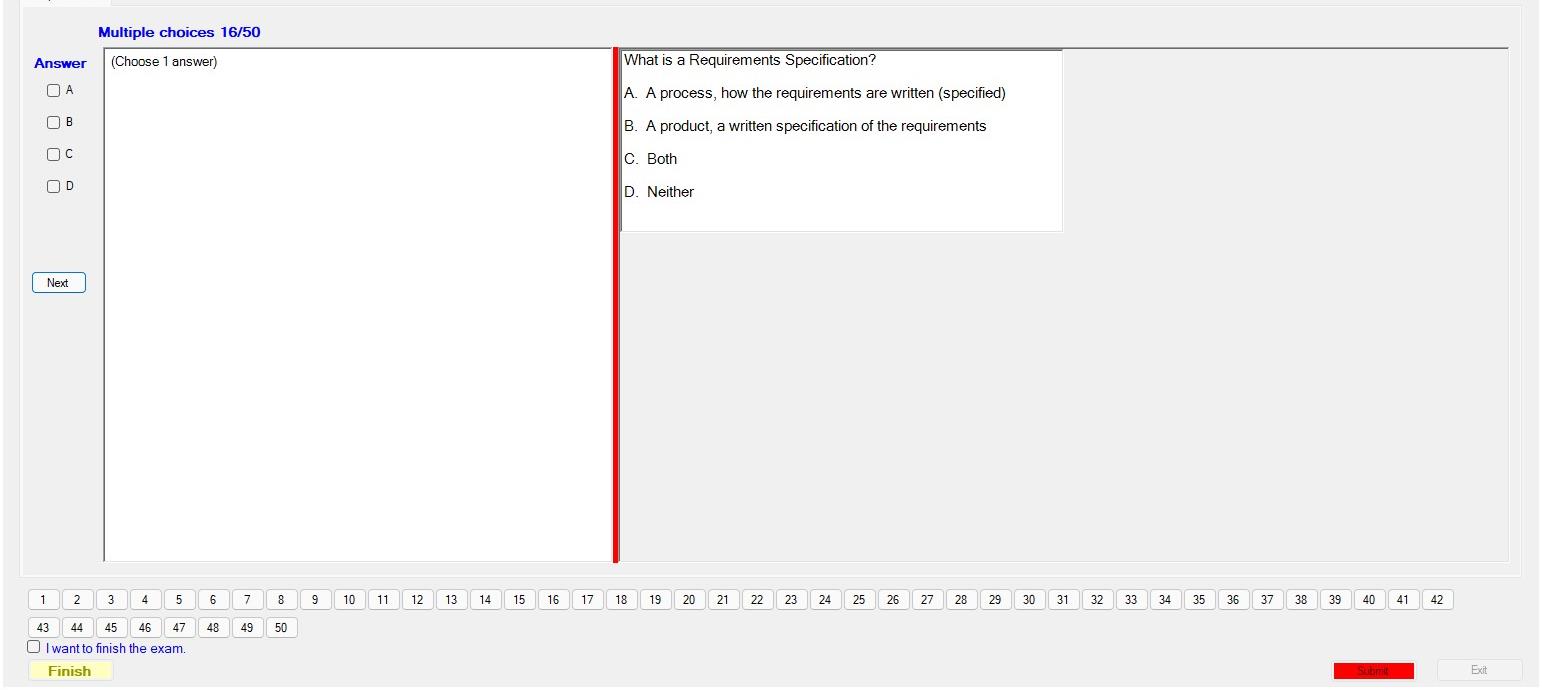 Multiple choices 16/50
Answer
(Choose 1 answer)
A
B
C
D
Next
What is a Requirements Specification?
A. A process, how the requirements are written (specified)
B. A product, a written specification of the requirements
C. Both
D. Neither
1 2 3 4 5 6 7 8 9 10 11 12 13 14 15 16 17 18 19 20 21 22 23 24 25 26 27 28 29 30 31 32 33 34 35 36 37 38 39 40 41 42
43 44 45 46 47 48 49 50
I want to finish the exam.
Finish
Submit
Exit